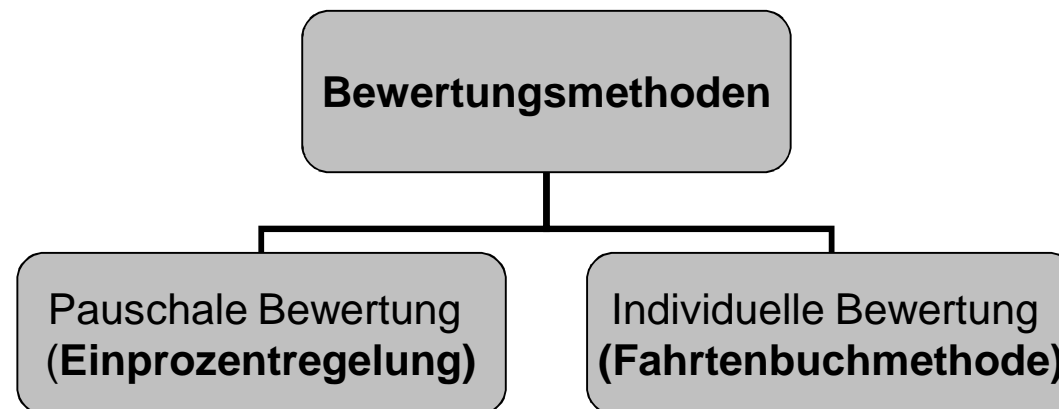 Bewertungsmethoden
Pauschale Bewertung
(Einprozentregelung)
Individuelle Bewertung
(Fahrtenbuchmethode)